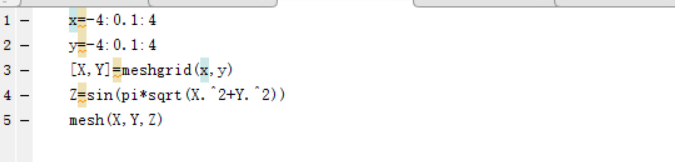 1 - x=-4:0.1:4
2 - y=-4:0.1:4
3 - [X,Y]=meshgrid(x,y)
4 - Z=sin(pi*sqrt(X.^2+Y.^2))
5 - mesh(X,Y,Z)